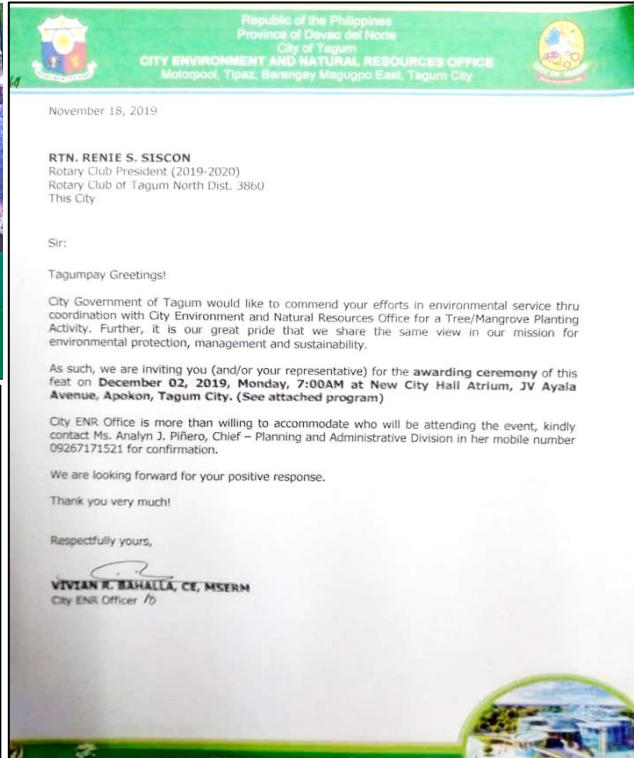 Republic of the Philippines
Province of Davao del Norte
City of Tagum
CITY ENVIRONMENT AND NATURAL RESOURCES OFFICE
Motorpool, Tipaz, Barangay Magugpo East, Tagum City
November 18, 2019
RTN. RENIE S. SISCON
Rotary Club President (2019-2020)
Rotary Club of Tagum North Dist. 3860
This City
Sir:
Tagumpay Greetings!
City Government of Tagum would like to commend your efforts in environmental service thru
coordination with City Environment and Natural Resources Office for a Tree/Mangrove Planting
Activity. Further, it is our great pride that we share the same view in our mission for
environmental protection, management and sustainability.
As such, we are inviting you (and/or your representative) for the awarding ceremony of this
feat on December 02, 2019, Monday, 7:00AM at New City Hall Atrium, JV Ayala
Avenue, Apokon, Tagum City. (See attached program)
City ENR Office is more than willing to accommodate who will be attending the event, kindly
contact Ms. Analyn J. Piñero, Chief – Planning and Administrative Division in her mobile number
09267171521 for confirmation.
We are looking forward for your positive response.
Thank you very much!
Respectfully yours,
VIVIAN R. BAHALLA, CE, MSERM
City ENR Officer